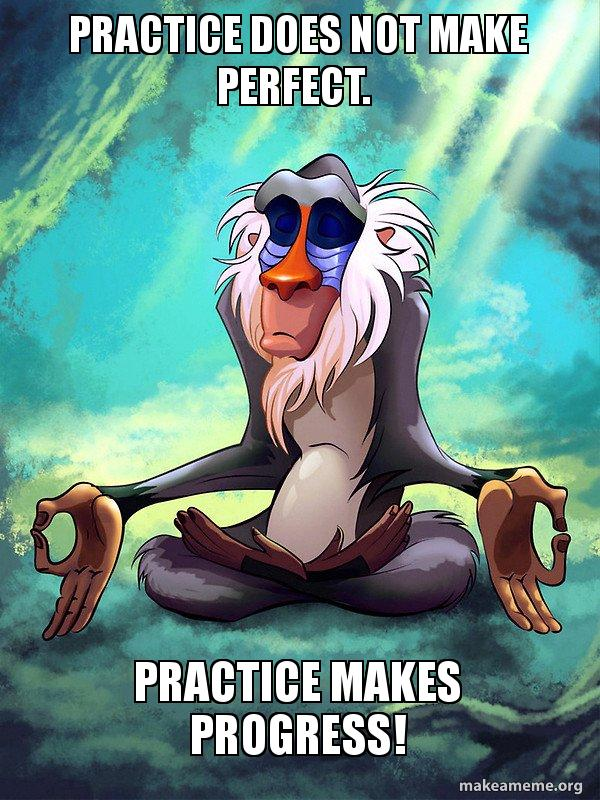 PRACTICE DOES NOT MAKE
PERFECT.
PRACTICE MAKES
PROGRESS!
makeameme.org